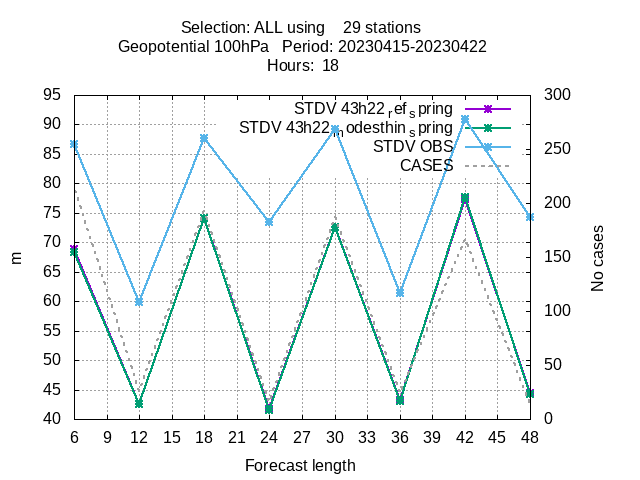 Selection: ALL using    29 stations
Geopotential 100hPa   Period: 20230415-20230422
Hours:  18
STDV 43h22_ref_spring
STDV 43h22_modesthin_spring
STDV OBS
CASES
95
90
85
80
75
70
65
60
55
50
45
40
m
300
250
200
150
100
50
0
No cases
6 9 12 15 18 21 24 27 30 33 36 39 42 45 48
Forecast length